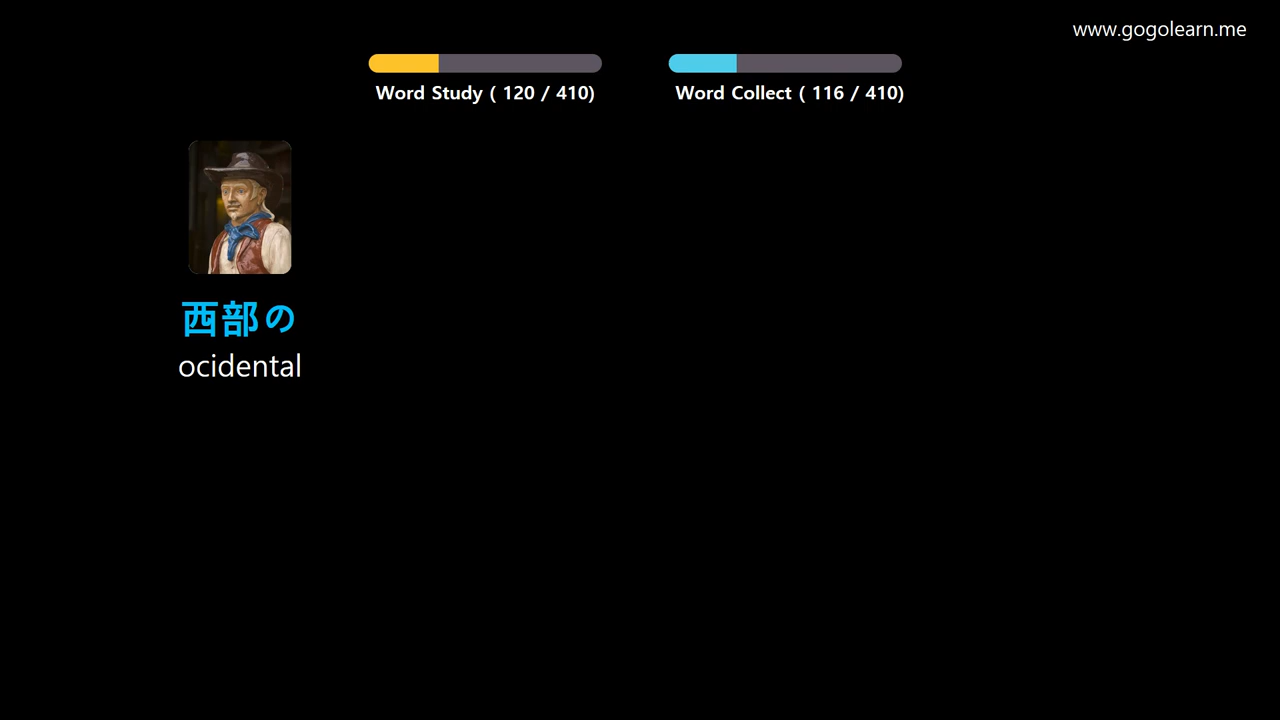 www.gogolearn.me
Word Study ( 120 / 410)
Word Collect ( 116 / 410)
西部の
ocidental